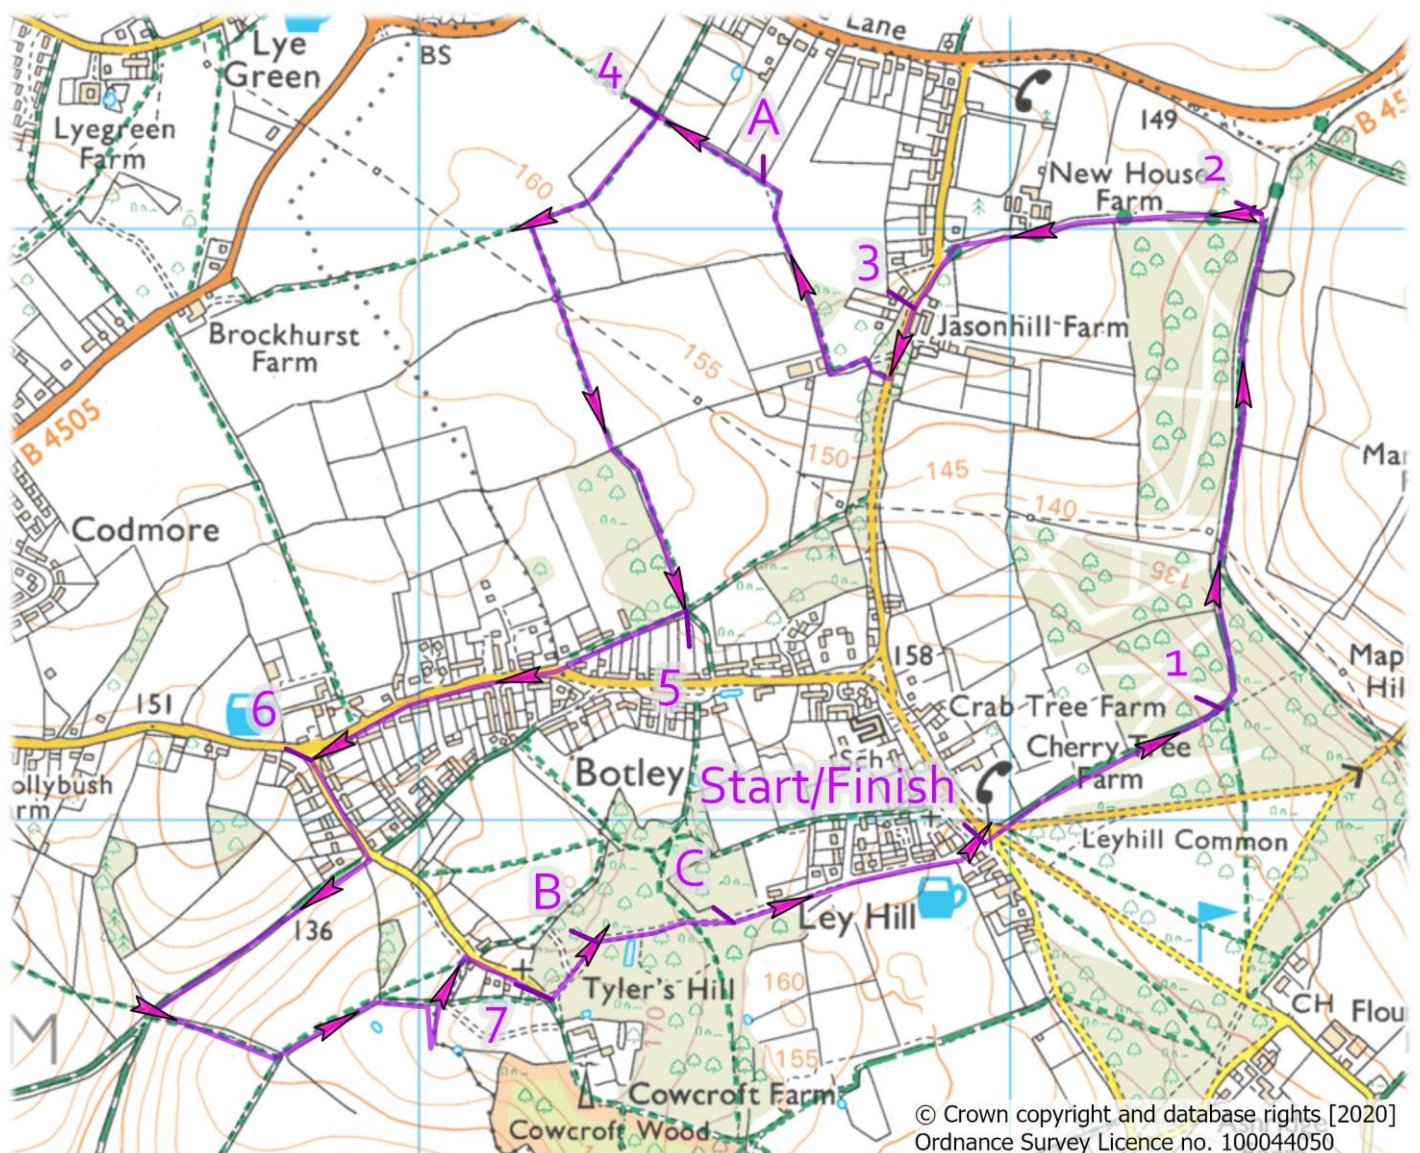 Lane
Lye
Green
BS
4
A
149
B 45
Lyegreen
Farm
160
New House
Farm
2
3
Brockhurst
Farm
155
Jasonhill Farm
B 4505
150
145
140
Codmore
135
1
158
Map
Hil
6
151
5
Crab Tree Farm
ollybush
rm
Botley
Sch
Cherry Tree
Farm
Start/Finish
Leyhill Common
C
B
136
Ley Hill
Tyler's Hill
160
7
170
CH
Flou
M
155
Cowcroft Farm
Cowcroft Wood
© Crown copyright and database rights [2020]
Ordnance Survey Licence no. 100044050